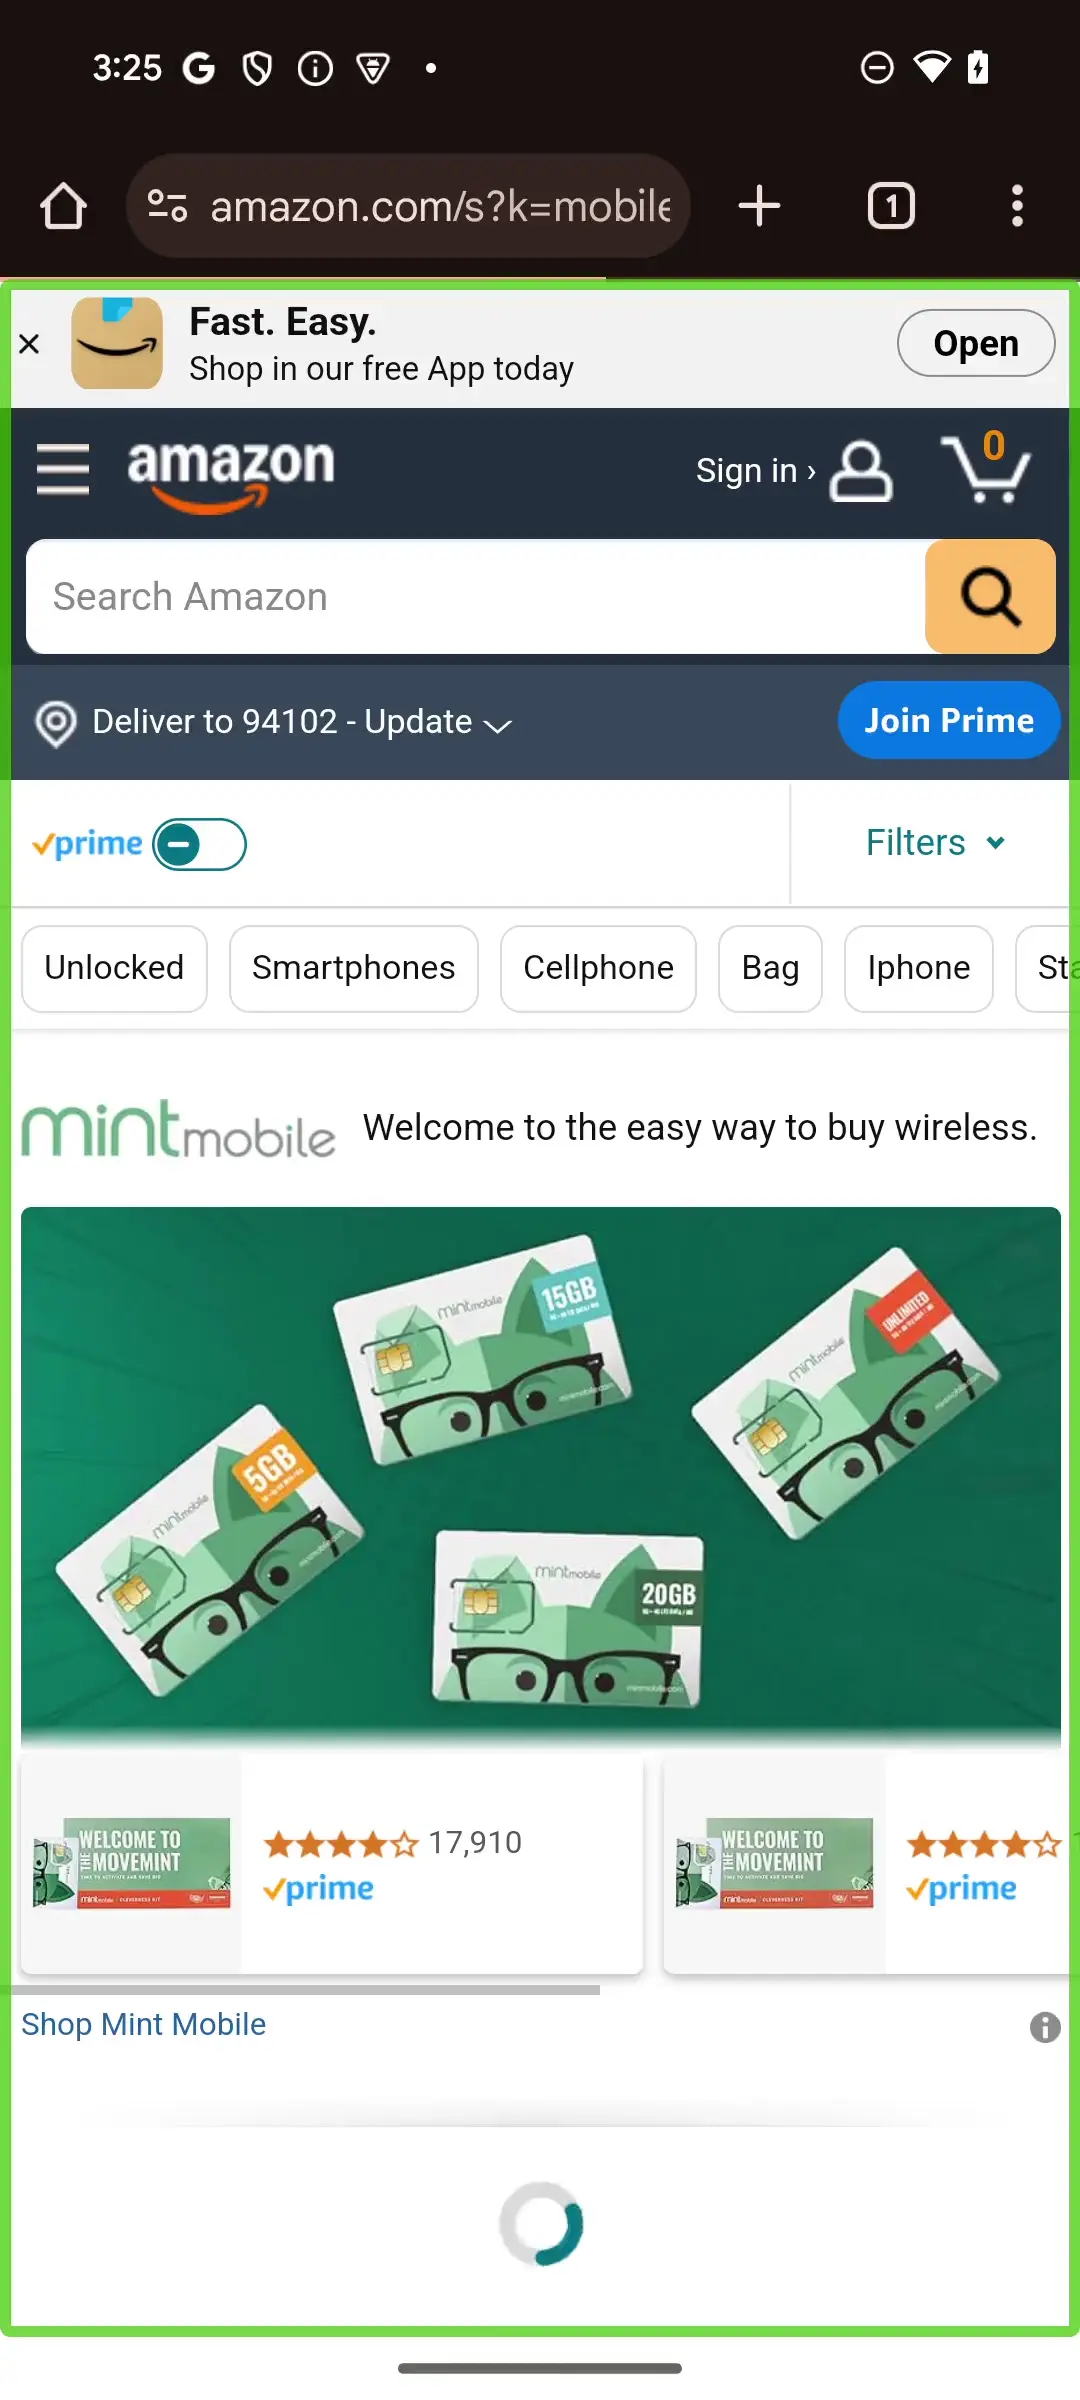 3:25
amazon.com/s?k=mobile
1
Fast. Easy.
Shop in our free App today
Open
amazon
Sign in ›
0
Search Amazon
Deliver to 94102 - Update
Join Prime
prime
Filters
Unlocked
Smartphones
Cellphone
Bag
Iphone
mintmobile
Welcome to the easy way to buy wireless.
mintmobile
15GB
mintmobile
UNLIMITED
mintmobile
5GB
mintmobile
20GB
WELCOME TO
THE MOVEMINT
mintmobile
17,910
prime
WELCOME TO
THE MOVEMINT
mintmobile
prime
Shop Mint Mobile